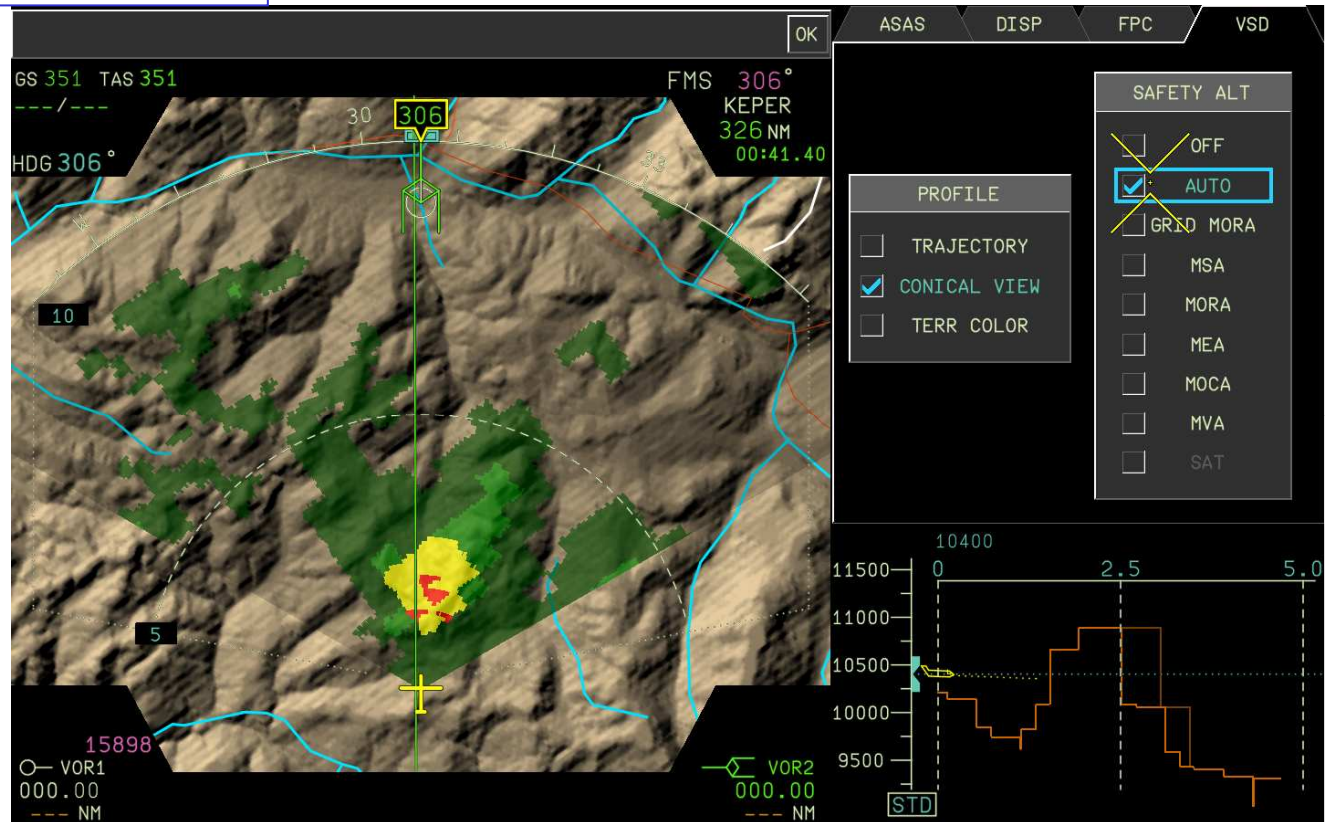 OK
ASAS DISP FPC VSD
GS 351 TAS 351
---/---
HDG 306°
FMS 306°
KEPER
326 NM
00:41.40
30
306
33
10
5
15898
VOR1
000.00
--- NM
VOR2
000.00
--- NM
PROFILE
TRAJECTORY
CONICAL VIEW
TERR COLOR
SAFETY ALT
OFF
AUTO
GRID MORA
MSA
MORA
MEA
MOCA
MVA
SAT
10400
0 2.5 5.0
11500
11000
10500
10000
9500
STD